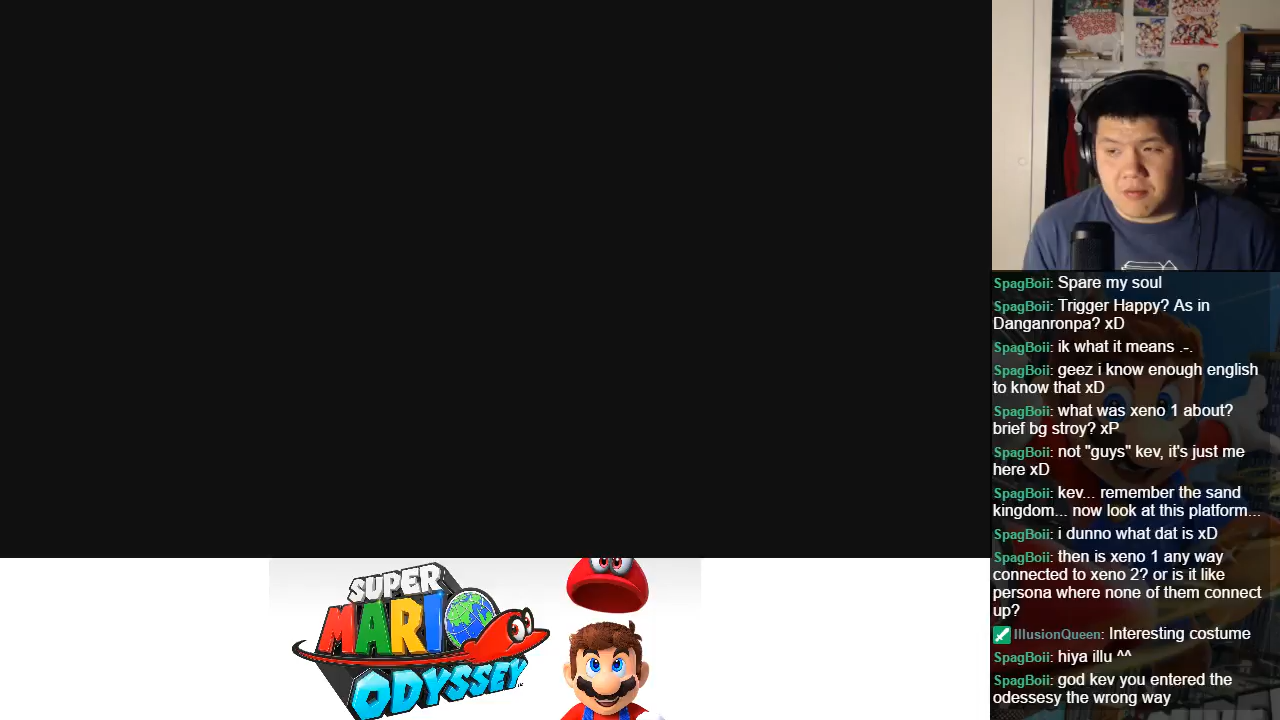 SpagBoii: Spare my soul
SpagBoii: Trigger Happy? As in
Danganronpa? xD
SpagBoii: ik what it means .-.
SpagBoii: geez i know enough english
to know that xD
SpagBoii: what was xeno 1 about?
brief bg stroy? xP
SpagBoii: not "guys" kev, it's just me
here xD
SpagBoii: kev... remember the sand
kingdom... now look at this platform...
SpagBoii: i dunno what dat is xD
SpagBoii: then is xeno 1 any way
connected to xeno 2? or is it like
persona where none of them connect
up?
IllusionQueen: Interesting costume
SpagBoii: hiya illu ^^
SpagBoii: god kev you entered the
odessesy the wrong way
SUPER
MARIO
ODYSSEY